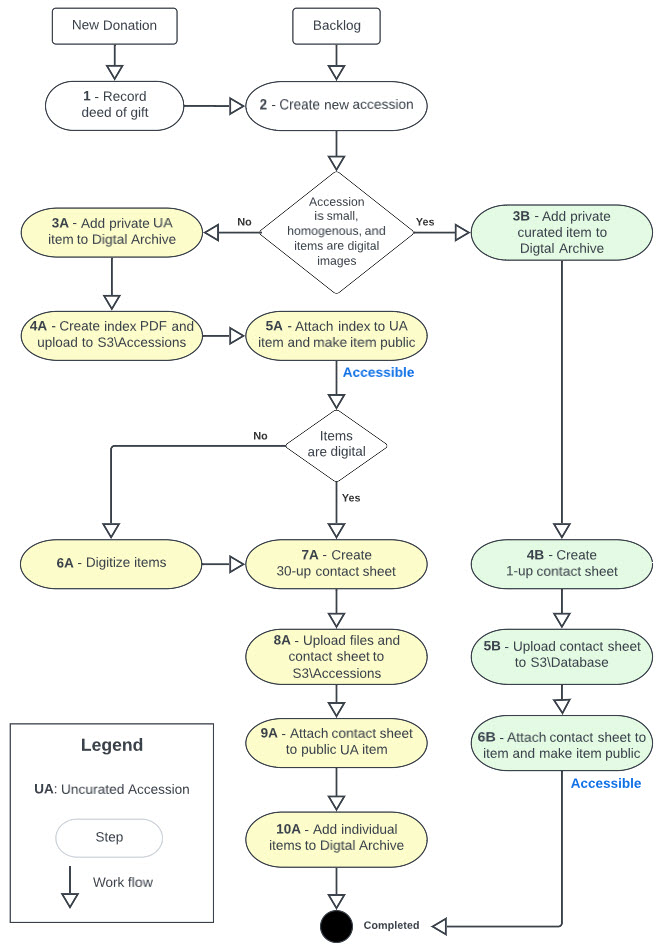 New Donation
Backlog
1 - Record
deed of gift
2 - Create new accession
Accession
is small,
homogenous, and
items are digital
images
No
Yes
3A - Add private UA
item to Digtal Archive
3B - Add private
curated item to
Digtal Archive
4A - Create index PDF and
upload to S3\Accessions
5A - Attach index to UA
item and make item public
Accessible
Items
are digital
No
Yes
6A - Digitize items
7A - Create
30-up contact sheet
4B - Create
1-up contact sheet
8A - Upload files and
contact sheet to
S3\Accessions
5B - Upload contact sheet
to S3\Database
9A - Attach contact sheet
to public UA item
6B - Attach contact sheet to
item and make item public
Accessible
10A - Add individual
items to Digtal Archive
Completed
Legend
UA: Uncurated Accession
Step
Work flow